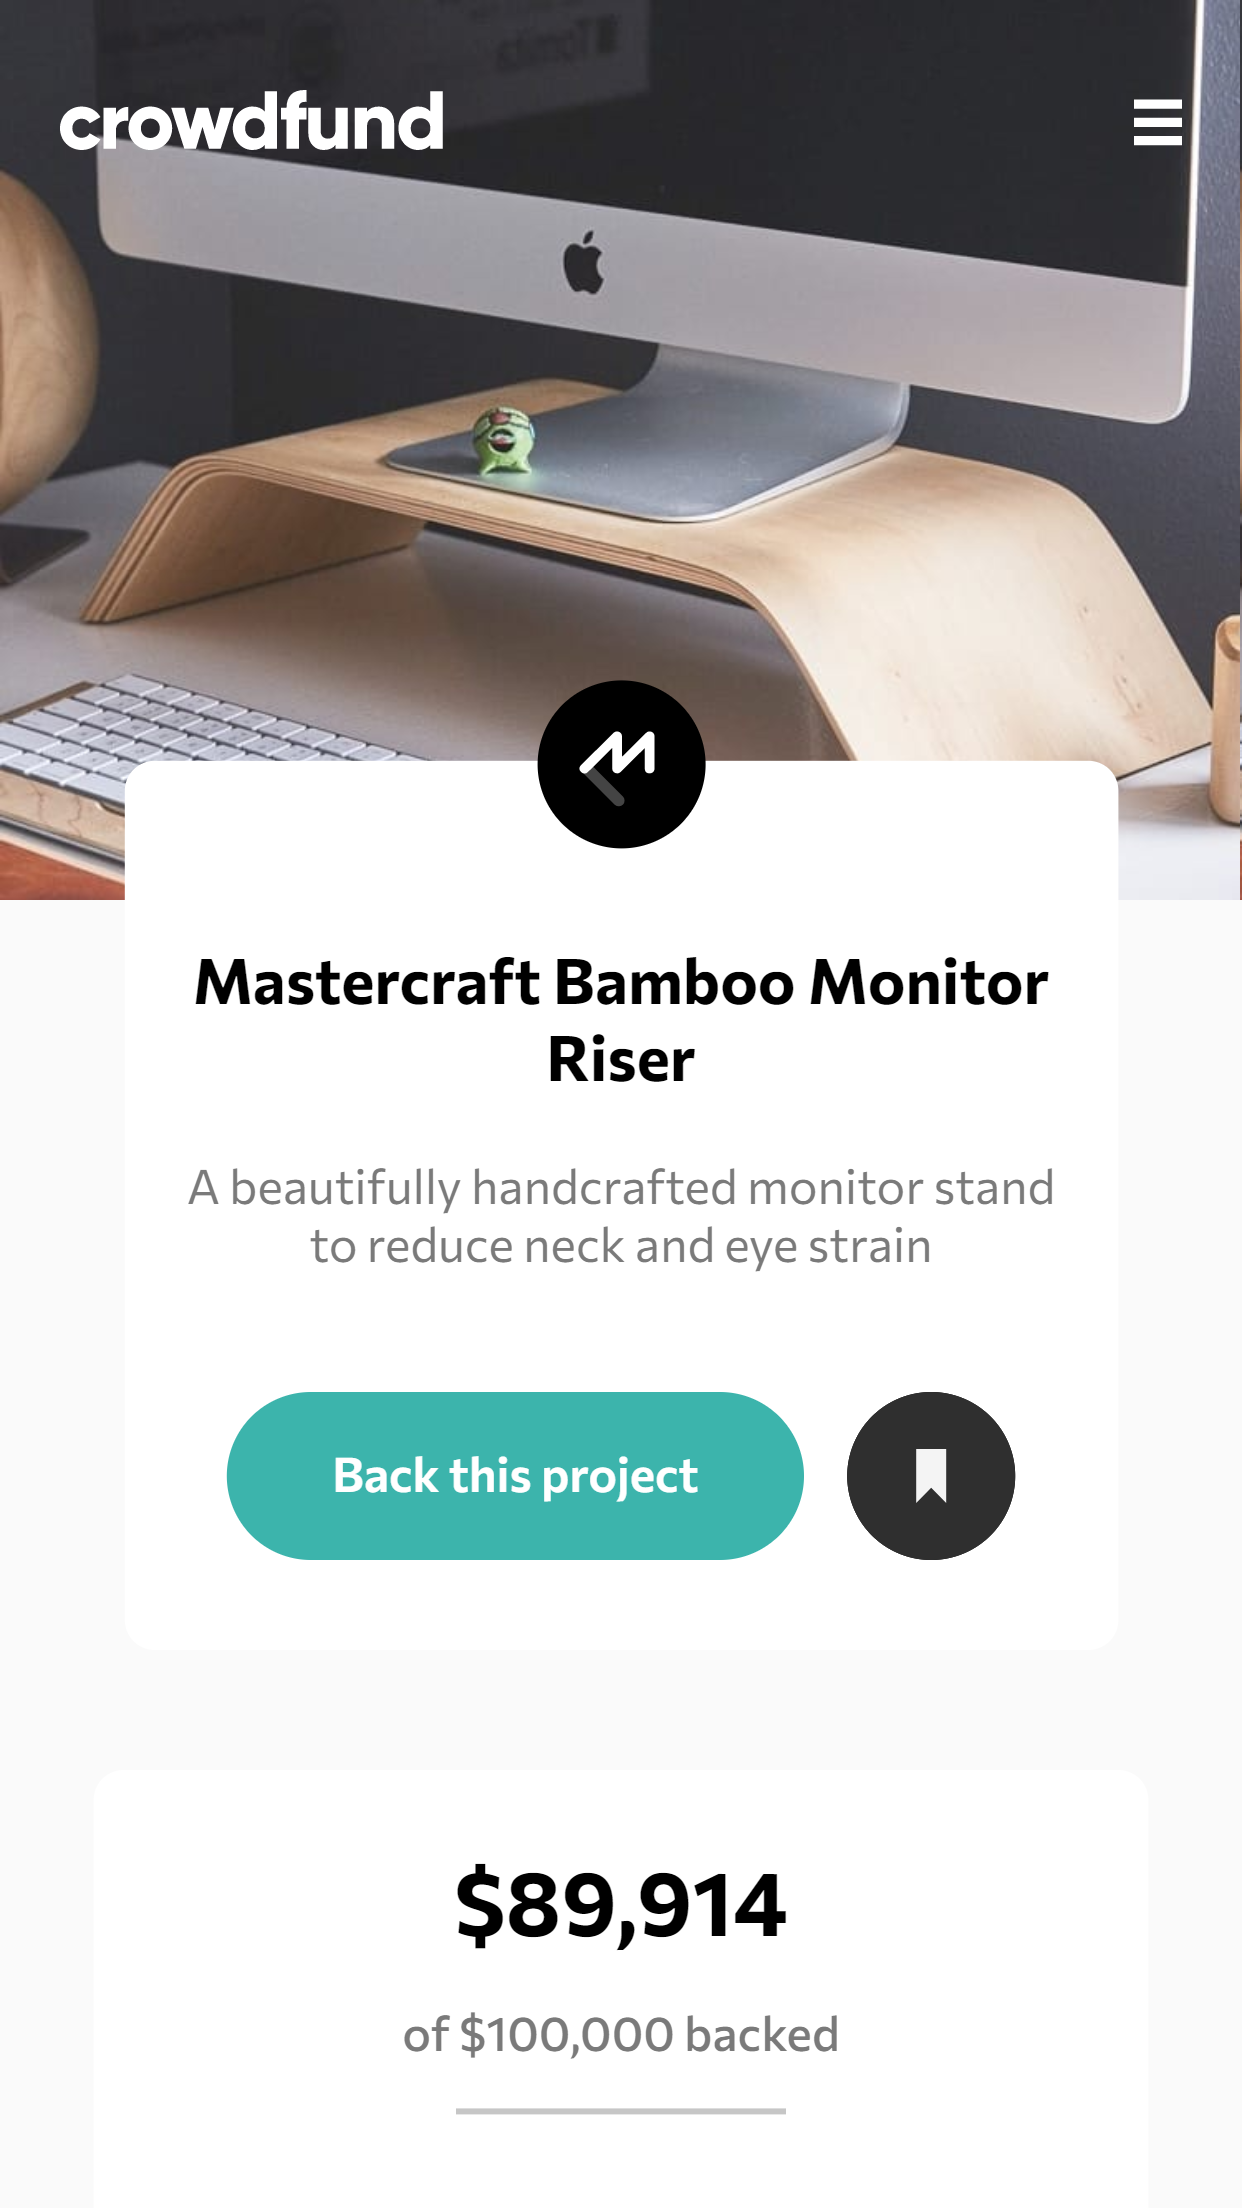 crowdfund
Mastercraft Bamboo Monitor
Riser
A beautifully handcrafted monitor stand
to reduce neck and eye strain
Back this project
$89,914
of $100,000 backed